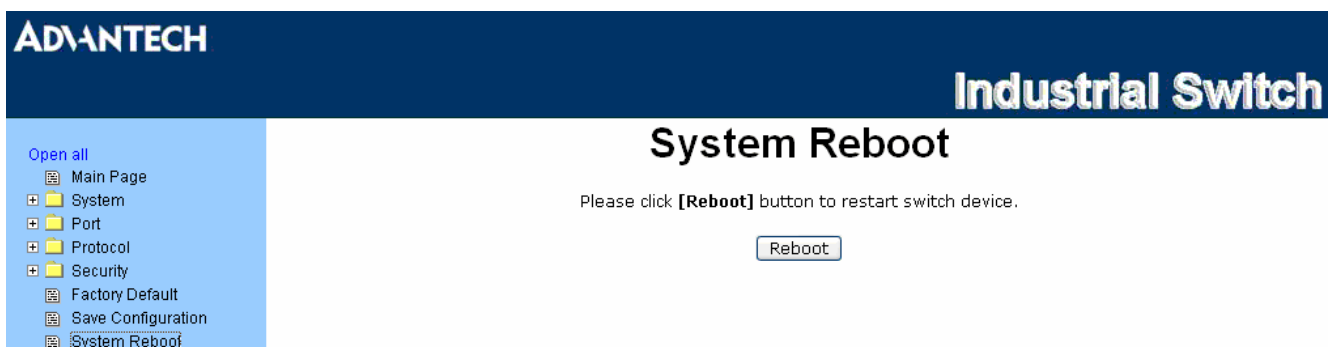 ADVANTECH
Industrial Switch
Open all
Main Page
System
Port
Protocol
Security
Factory Default
Save Configuration
System Reboot
System Reboot
Please click [Reboot] button to restart switch device.
Reboot